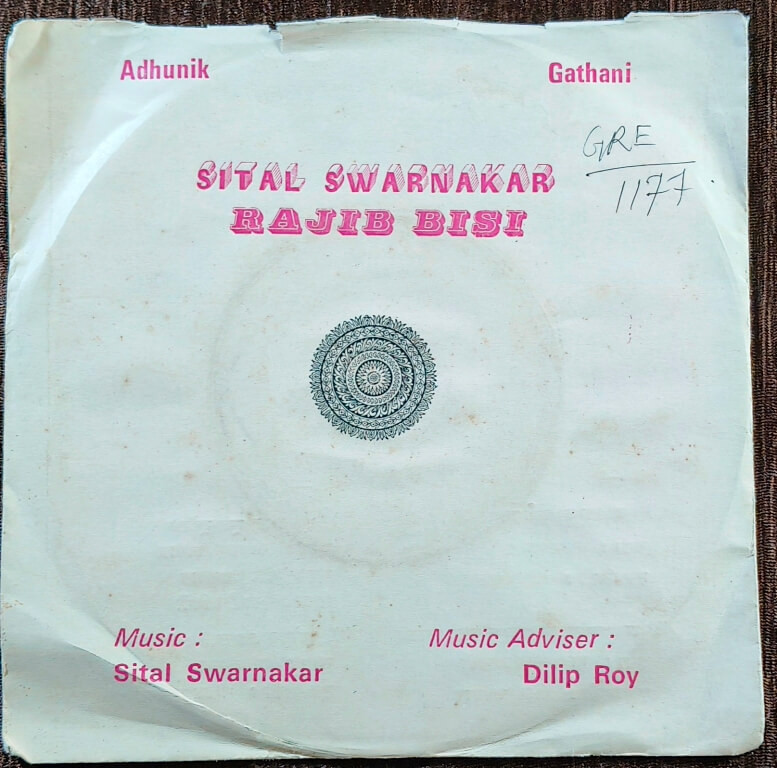 Adhunik
Gathani
GRE
1177
SITAL SWARNAKAR
RAJIB BISI
Music :
Music Adviser :
Sital Swarnakar
Dilip Roy